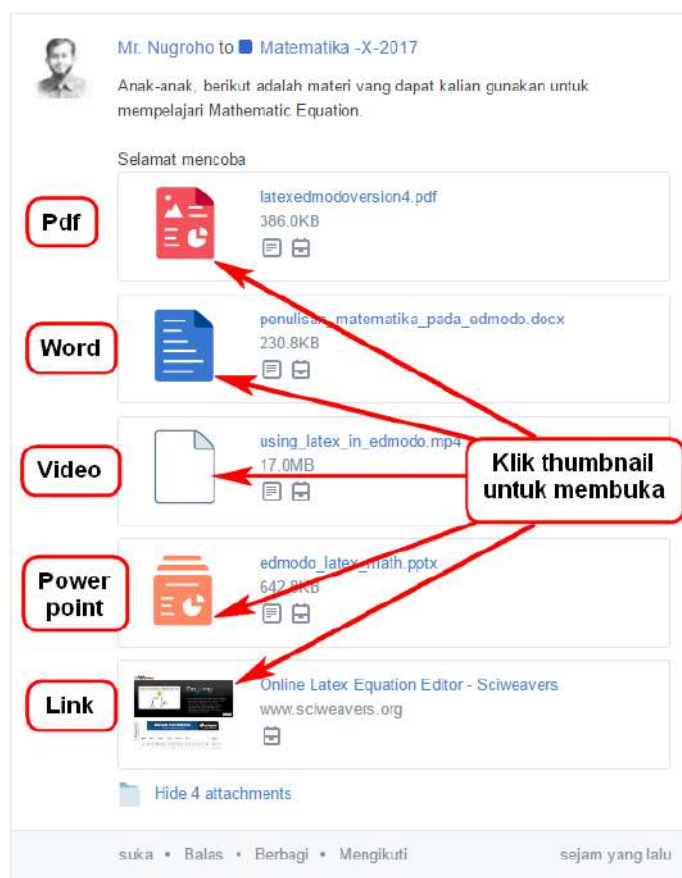 Mr. Nugroho to Matematika -X-2017
Anak-anak, berikut adalah materi yang dapat kalian gunakan untuk
mempelajari Mathematic Equation.
Selamat mencoba
Pdf
latexedmodoversion4.pdf
386.0KB
Word
penulisan_matematika_pada_edmodo.docx
230.8KB
Video
using_latex_in_edmodo.mp4
17.0MB
Klik thumbnail
untuk membuka
Power
point
edmodo_latex_math.pptx
642.8KB
Link
Online Latex Equation Editor - Sciweavers
www.sciweavers.org
Hide 4 attachments
suka • Balas • Berbagi • Mengikuti
sejam yang lalu